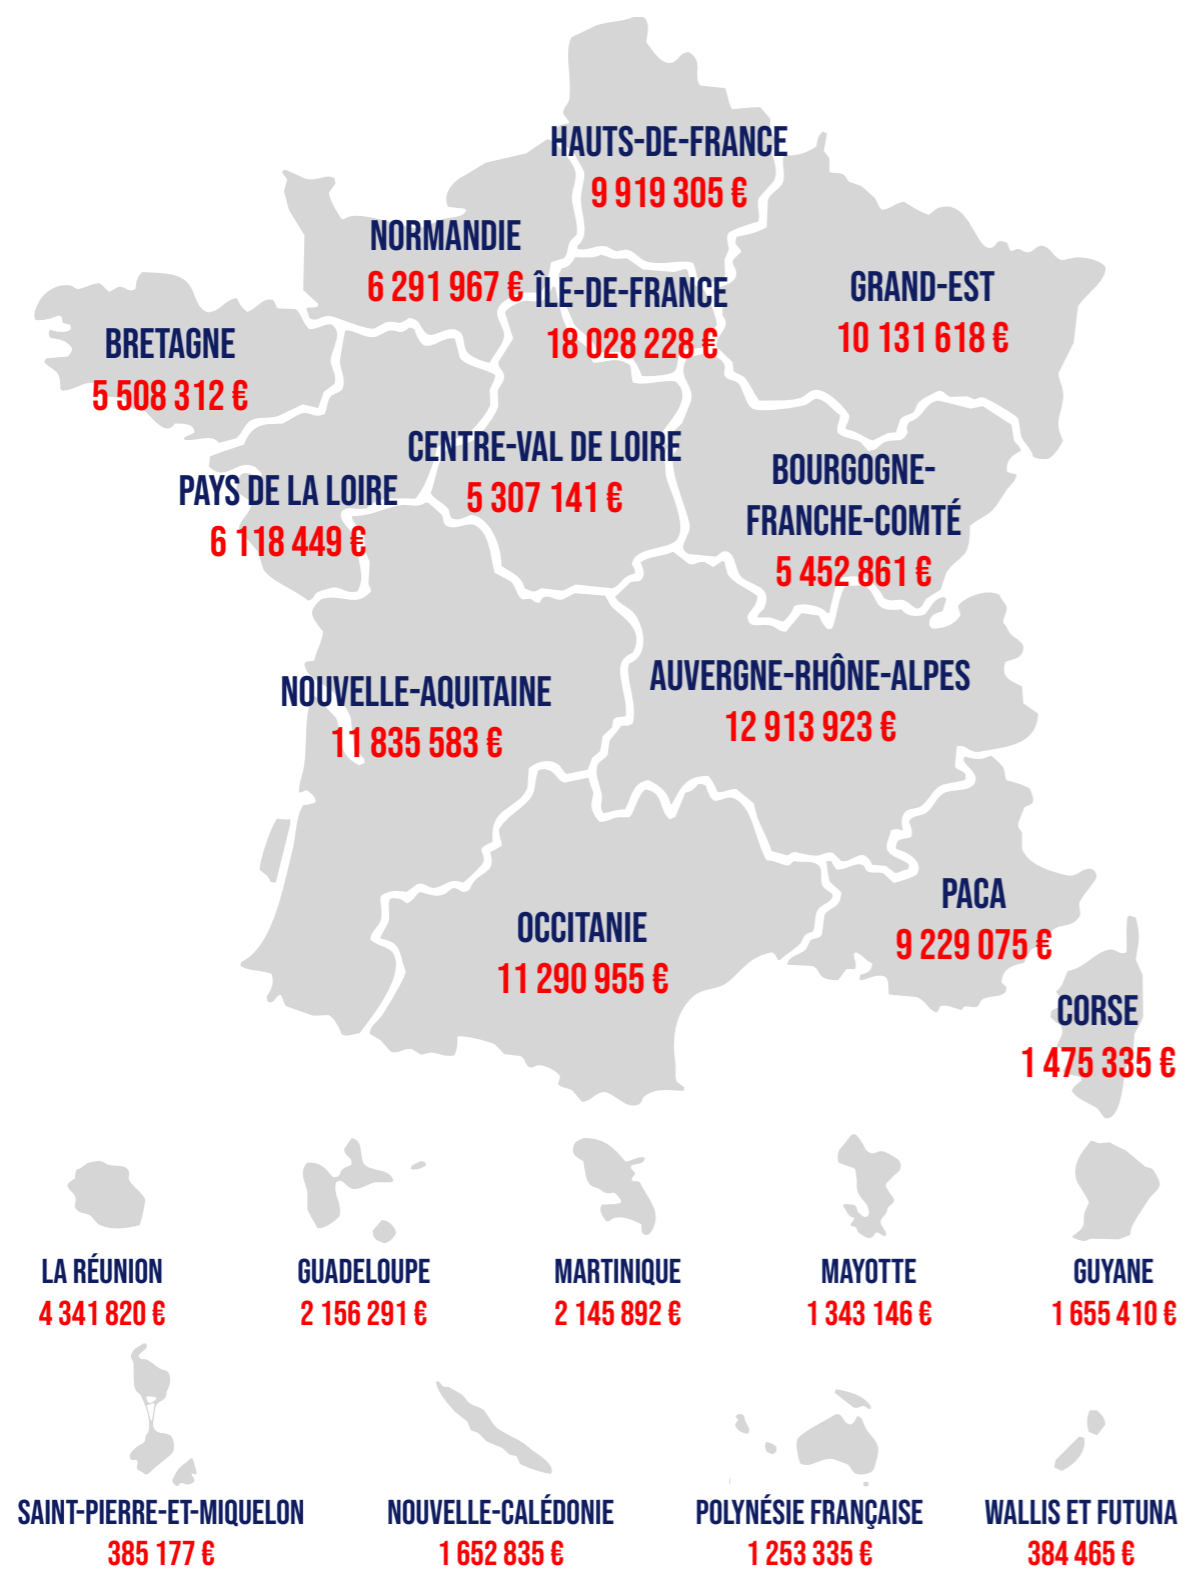 HAUTS-DE-FRANCE
9 919 305 €
NORMANDIE
6 291 967 €
ÎLE-DE-FRANCE
18 028 228 €
GRAND-EST
10 131 618 €
BRETAGNE
5 508 312 €
CENTRE-VAL DE LOIRE
5 307 141 €
BOURGOGNE-
FRANCHE-COMTÉ
5 452 861 €
PAYS DE LA LOIRE
6 118 449 €
NOUVELLE-AQUITAINE
11 835 583 €
AUVERGNE-RHÔNE-ALPES
12 913 923 €
OCCITANIE
11 290 955 €
PACA
9 229 075 €
CORSE
1 475 335 €
LA RÉUNION
4 341 820 €
GUADELOUPE
2 156 291 €
MARTINIQUE
2 145 892 €
MAYOTTE
1 343 146 €
GUYANE
1 655 410 €
SAINT-PIERRE-ET-MIQUELON
385 177 €
NOUVELLE-CALÉDONIE
1 652 835 €
POLYNÉSIE FRANÇAISE
1 253 335 €
WALLIS ET FUTUNA
384 465 €